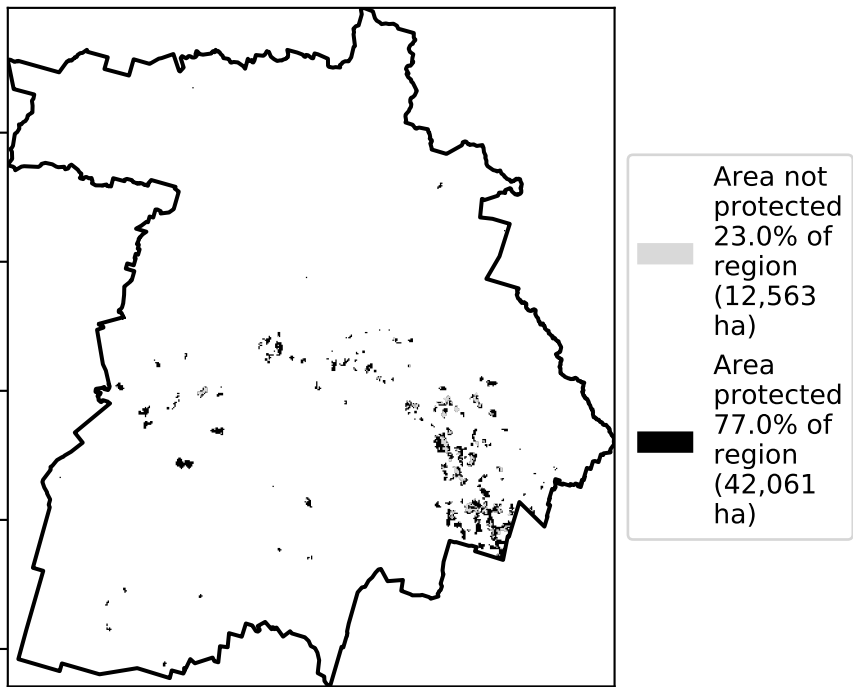 Area not
protected
23.0% of
region
(12,563
ha)
Area
protected
77.0% of
region
(42,061
ha)